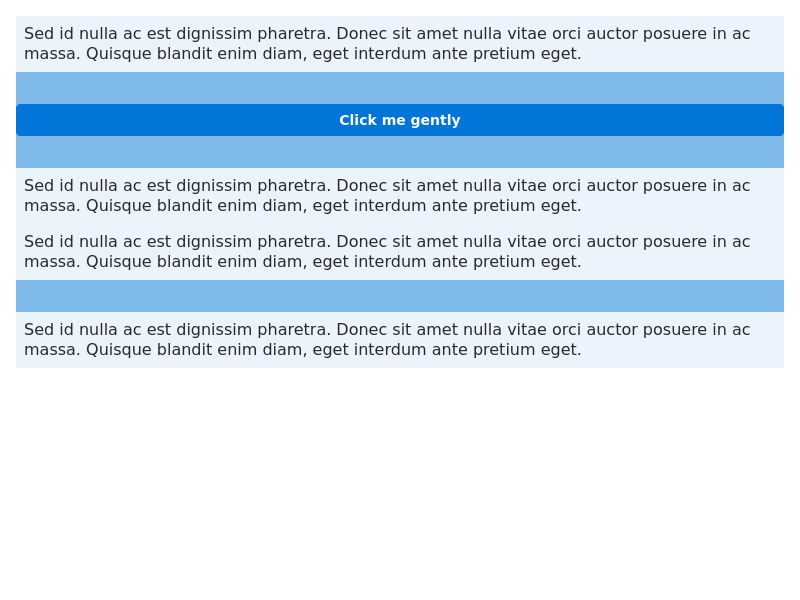 Sed id nulla ac est dignissim pharetra. Donec sit amet nulla vitae orci auctor posuere in ac
massa. Quisque blandit enim diam, eget interdum ante pretium eget.
Click me gently
Sed id nulla ac est dignissim pharetra. Donec sit amet nulla vitae orci auctor posuere in ac
massa. Quisque blandit enim diam, eget interdum ante pretium eget.
Sed id nulla ac est dignissim pharetra. Donec sit amet nulla vitae orci auctor posuere in ac
massa. Quisque blandit enim diam, eget interdum ante pretium eget.
Sed id nulla ac est dignissim pharetra. Donec sit amet nulla vitae orci auctor posuere in ac
massa. Quisque blandit enim diam, eget interdum ante pretium eget.